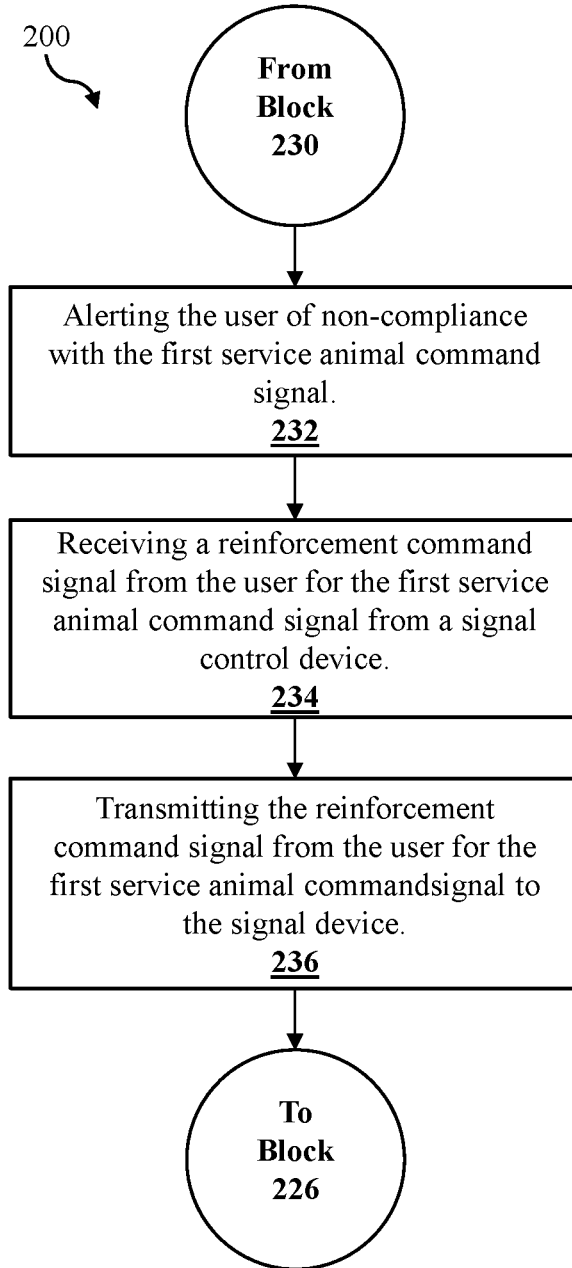 200
From
Block
230
Alerting the user of non-compliance
with the first service animal command
signal.
232
Receiving a reinforcement command
signal from the user for the first service
animal command signal from a signal
control device.
234
Transmitting the reinforcement
command signal from the user for the
first service animal commandsignal to
the signal device.
236
To
Block
226